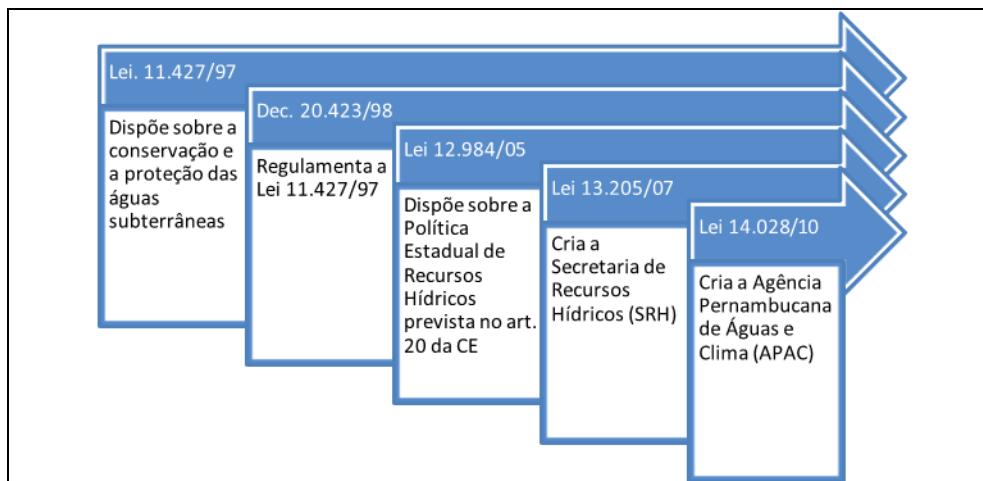 Lei. 11.427/97
Dispõe sobre a
conservação e
a proteção das
águas
subterrâneas
Dec. 20.423/98
Regulamenta a
Lei 11.427/97
Lei 12.984/05
Dispõe sobre a
Política
Estadual de
Recursos
Hídricos
prevista no art.
20 da CE
Lei 13.205/07
Cria a
Secretaria de
Recursos
Hídricos (SRH)
Lei 14.028/10
Cria a Agência
Pernambucana
de Águas e
Clima (APAC)